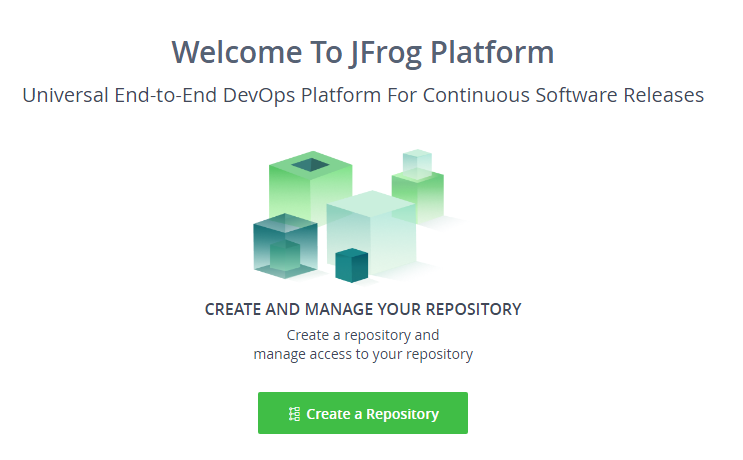 Welcome To JFrog Platform
Universal End-to-End DevOps Platform For Continuous Software Releases
CREATE AND MANAGE YOUR REPOSITORY
Create a repository and
manage access to your repository
Create a Repository